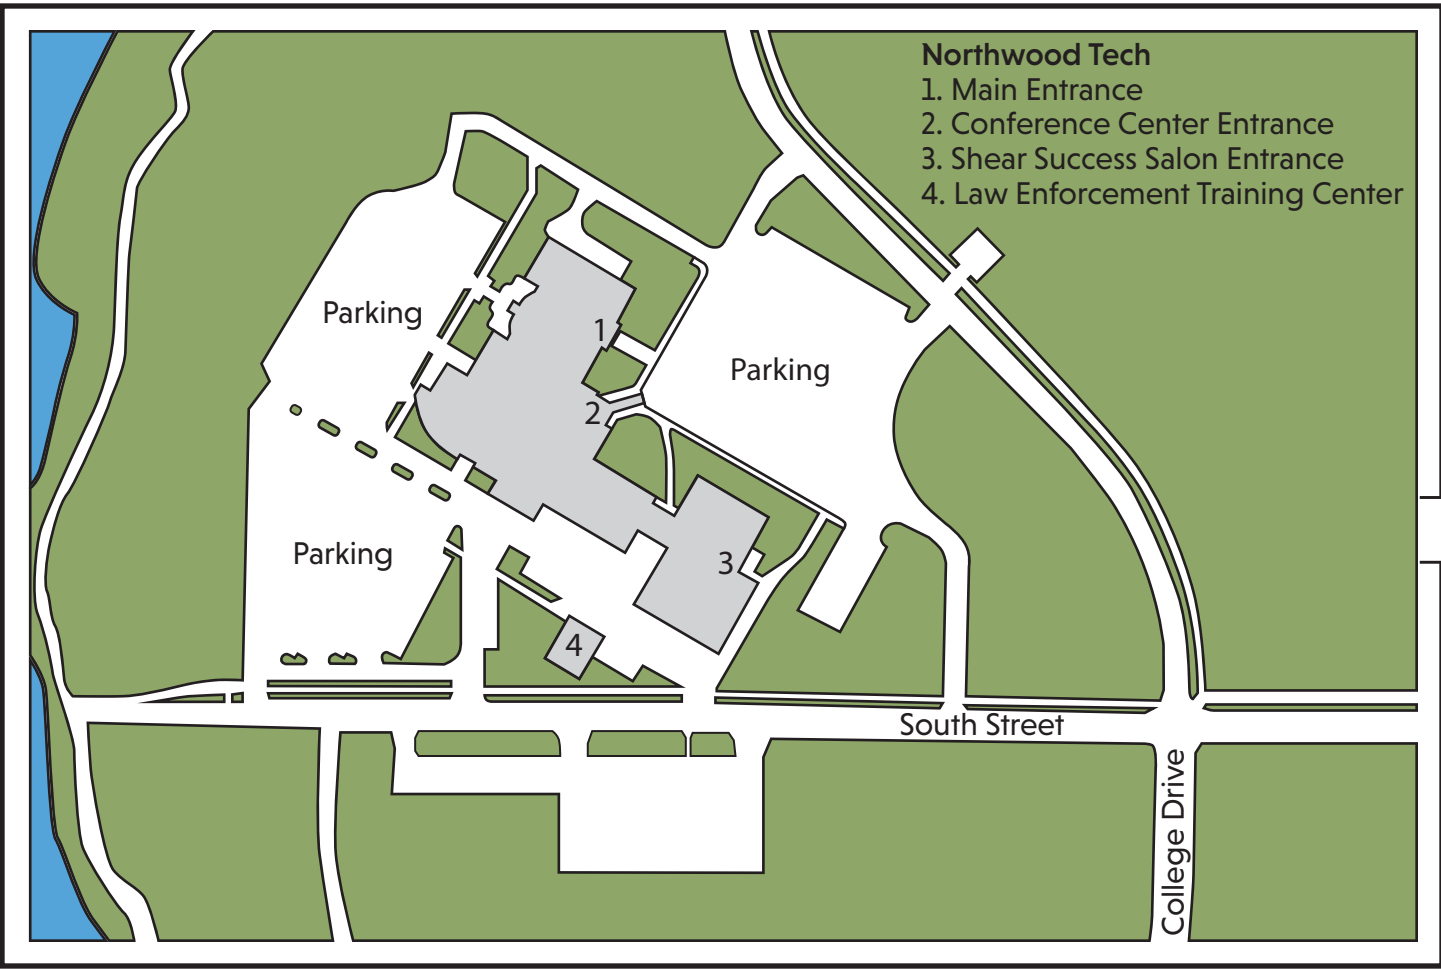 Northwood Tech
1. Main Entrance
2. Conference Center Entrance
3. Shear Success Salon Entrance
4. Law Enforcement Training Center
Parking
1
Parking
2
Parking
3
4
South Street
College Drive